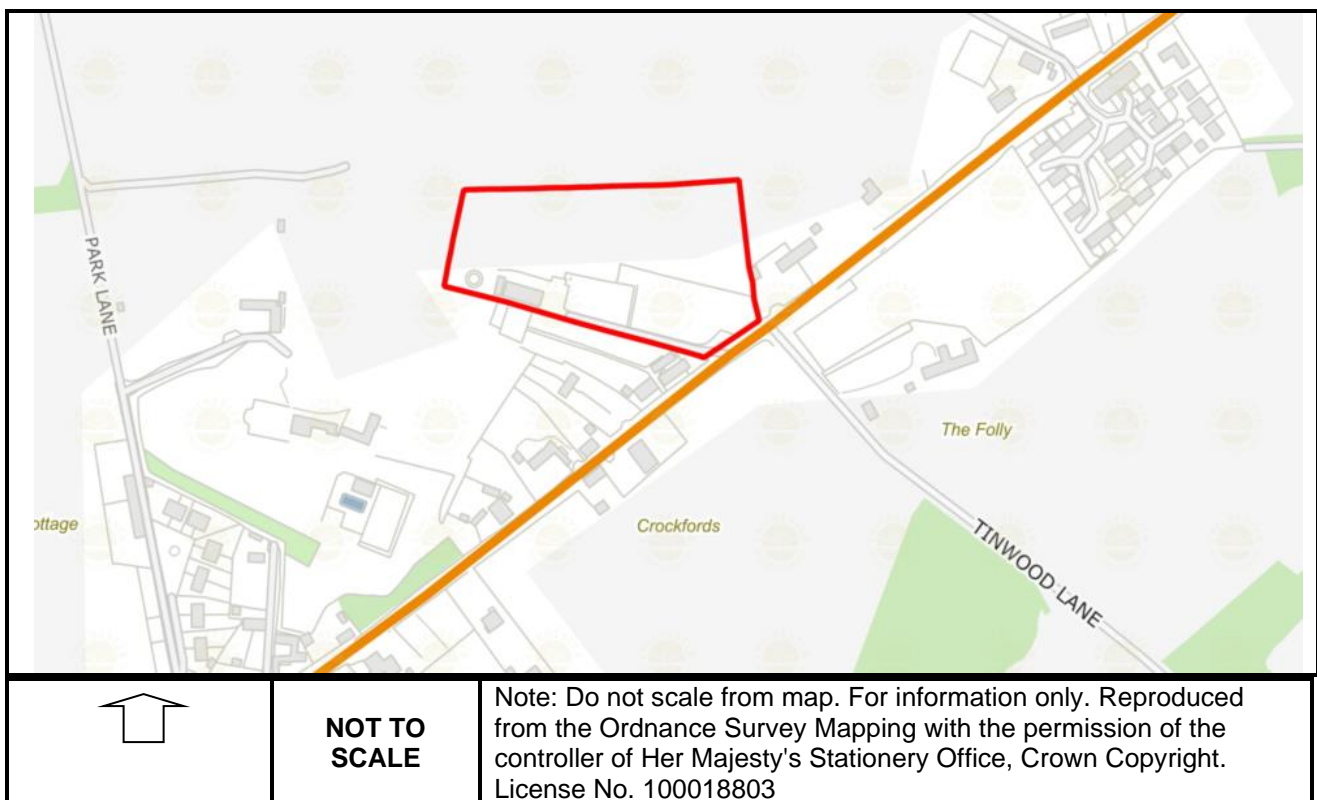 PARK LANE
The Folly
ottage
Crockfords
TINWOOD LANE
NOT TO
SCALE
Note: Do not scale from map. For information only. Reproduced
from the Ordnance Survey Mapping with the permission of the
controller of Her Majesty's Stationery Office, Crown Copyright.
License No. 100018803